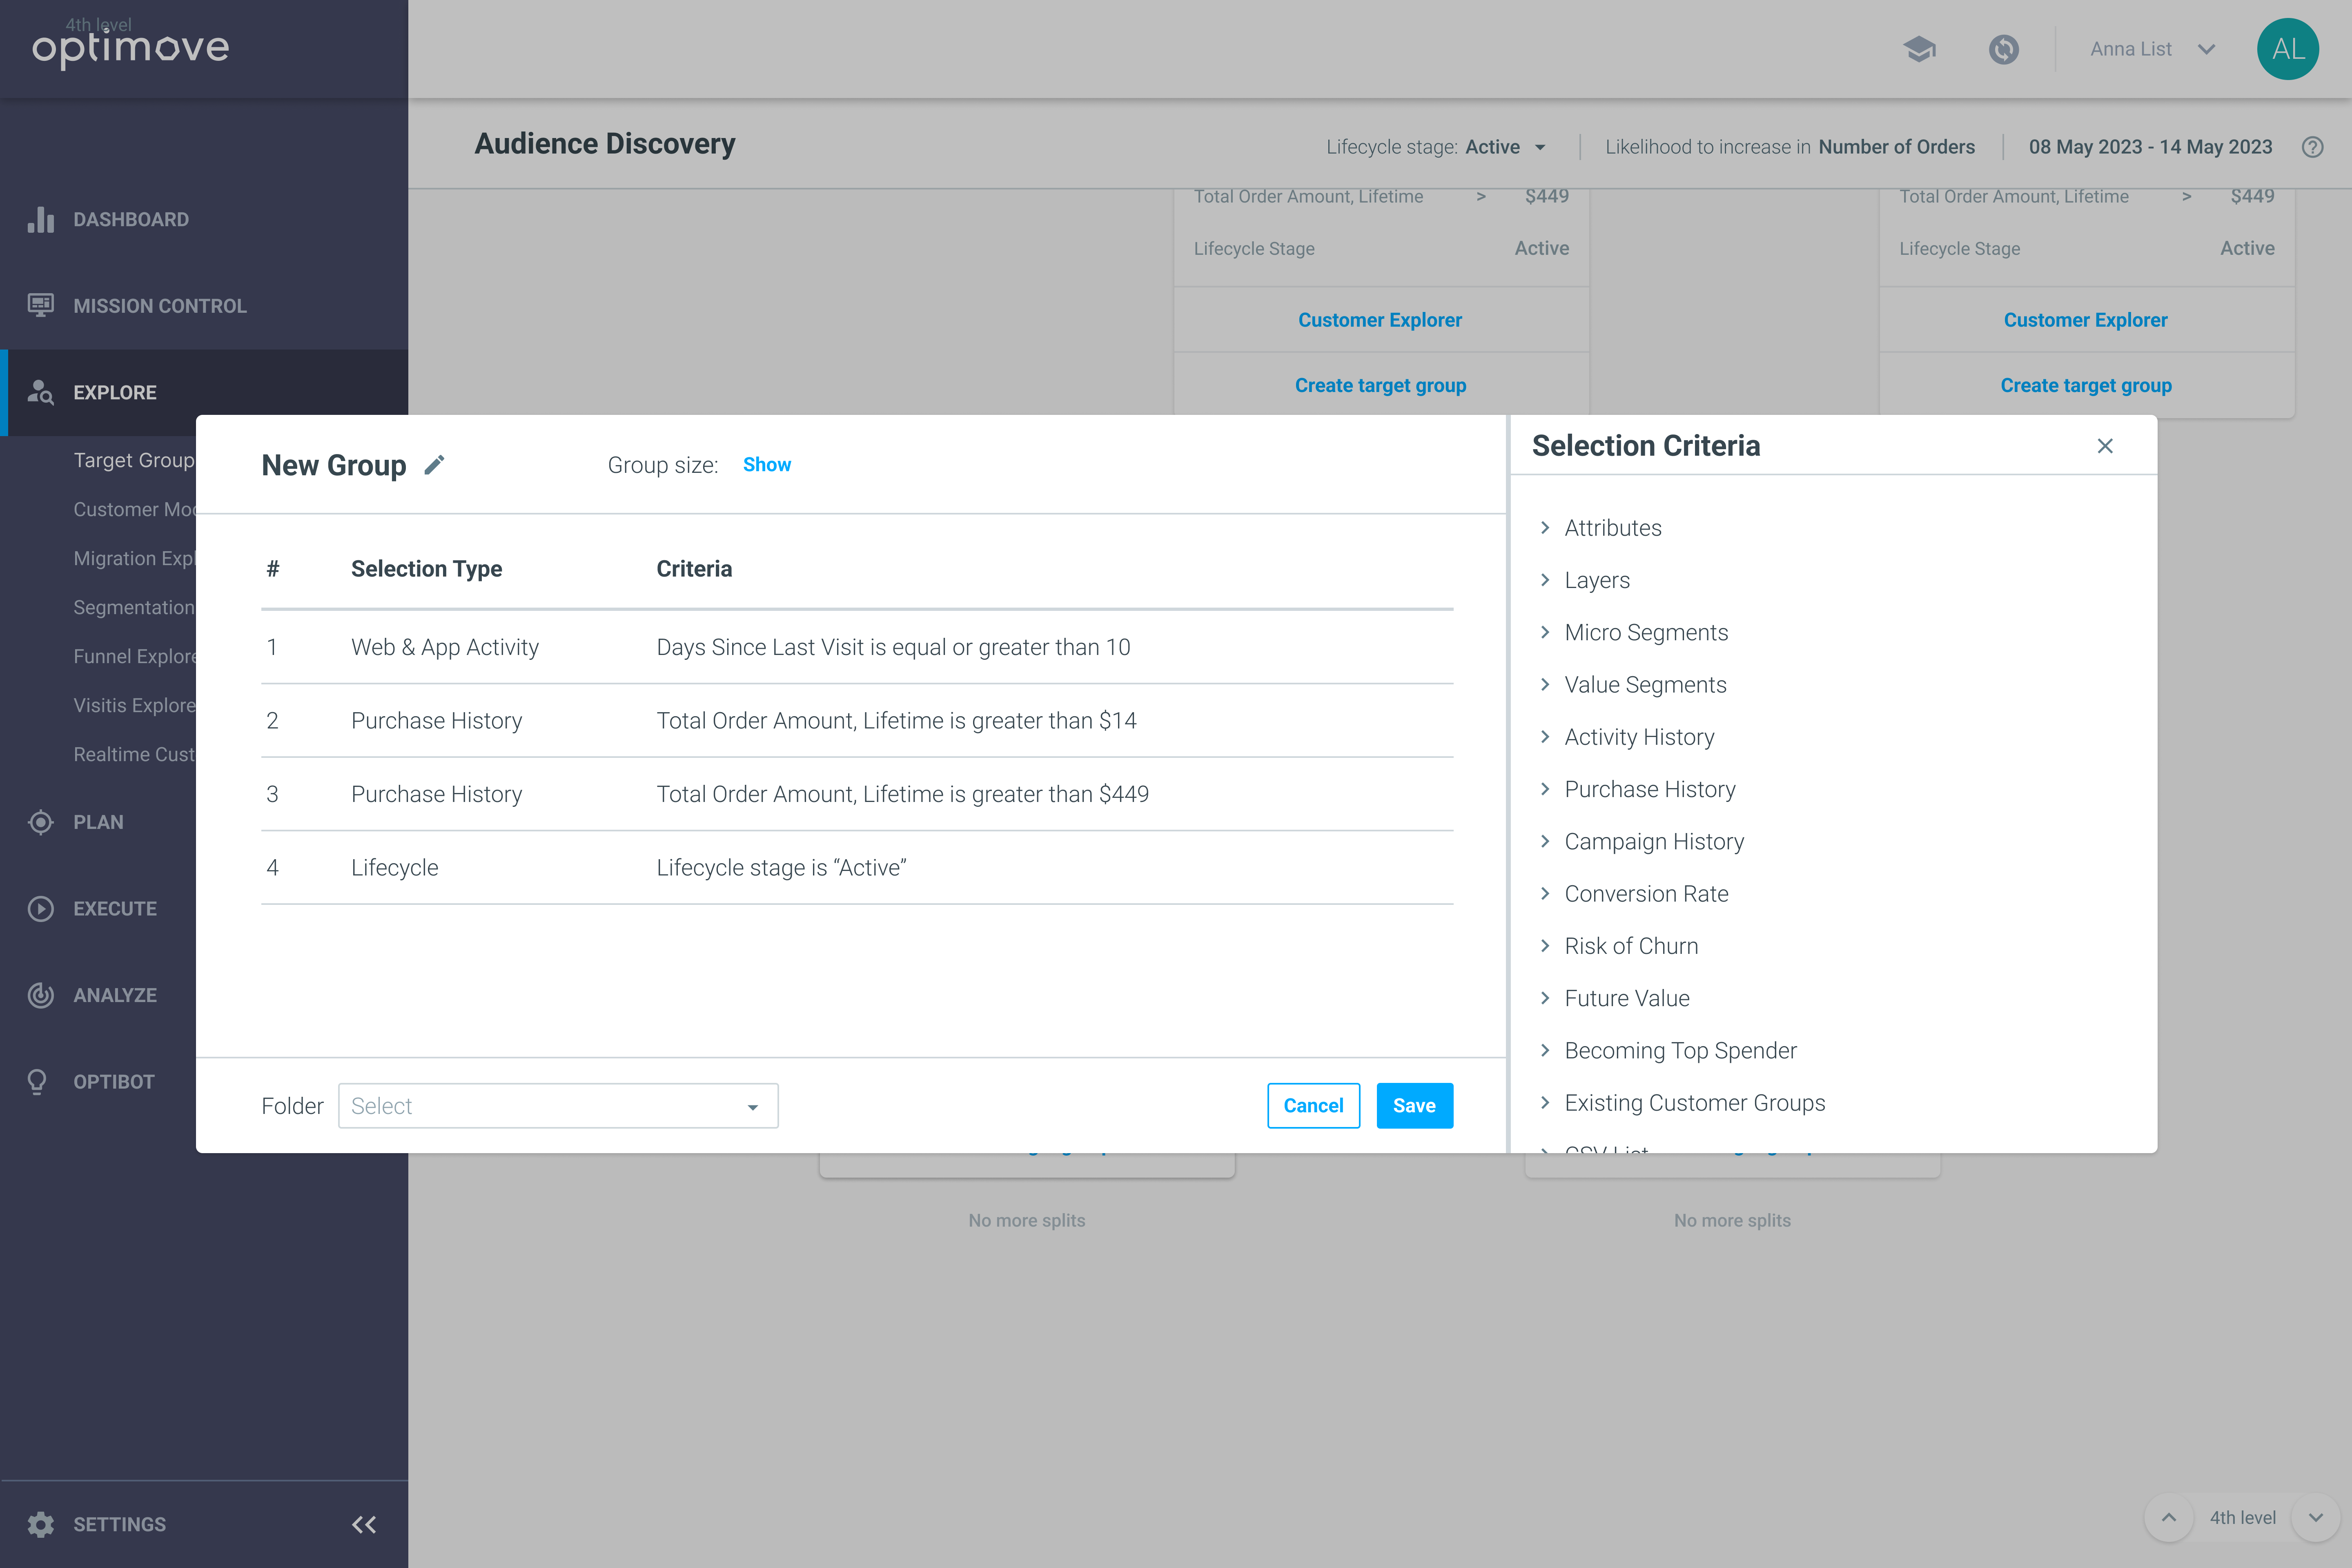 4th level
optimove
Anna List
AL
Audience Discovery
Lifecycle stage: Active
Likelihood to increase in Number of Orders
08 May 2023 - 14 May 2023
?
DASHBOARD
MISSION CONTROL
EXPLORE
Target Group
Customer Mo
Migration Expl
Segmentation
Funnel Explore
Visitis Explore
Realtime Cust
PLAN
EXECUTE
ANALYZE
OPTIBOT
SETTINGS
Total Order Amount, Lifetime > $449
Lifecycle Stage Active
Customer Explorer
Create target group
Total Order Amount, Lifetime > $449
Lifecycle Stage Active
Customer Explorer
Create target group
New Group
Group size: Show
# Selection Type Criteria
1 Web & App Activity Days Since Last Visit is equal or greater than 10
2 Purchase History Total Order Amount, Lifetime is greater than $14
3 Purchase History Total Order Amount, Lifetime is greater than $449
4 Lifecycle Lifecycle stage is “Active”
Folder Select
Cancel
Save
Selection Criteria
Attributes
Layers
Micro Segments
Value Segments
Activity History
Purchase History
Campaign History
Conversion Rate
Risk of Churn
Future Value
Becoming Top Spender
Existing Customer Groups
CSV List
No more splits
No more splits
4th level